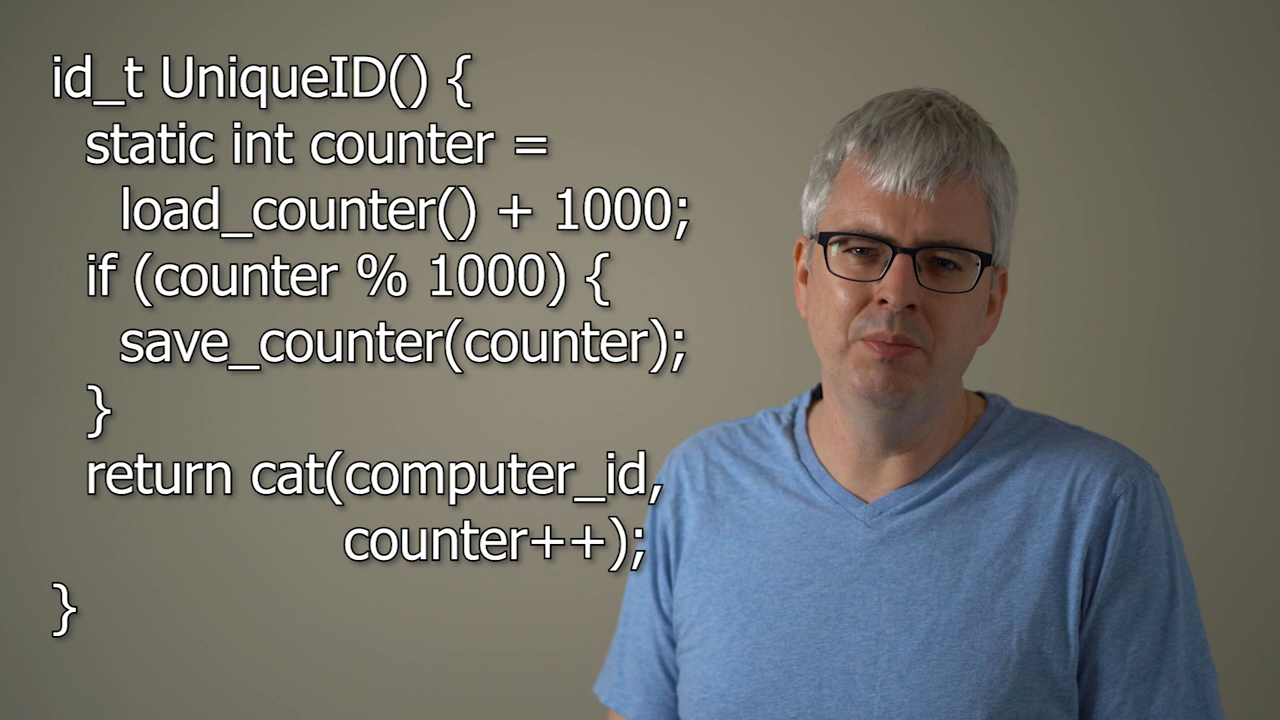 id_t UniqueID() {
static int counter =
load_counter() + 1000;
if (counter % 1000) {
save_counter(counter);
}
return cat(computer_id,
counter++);
}